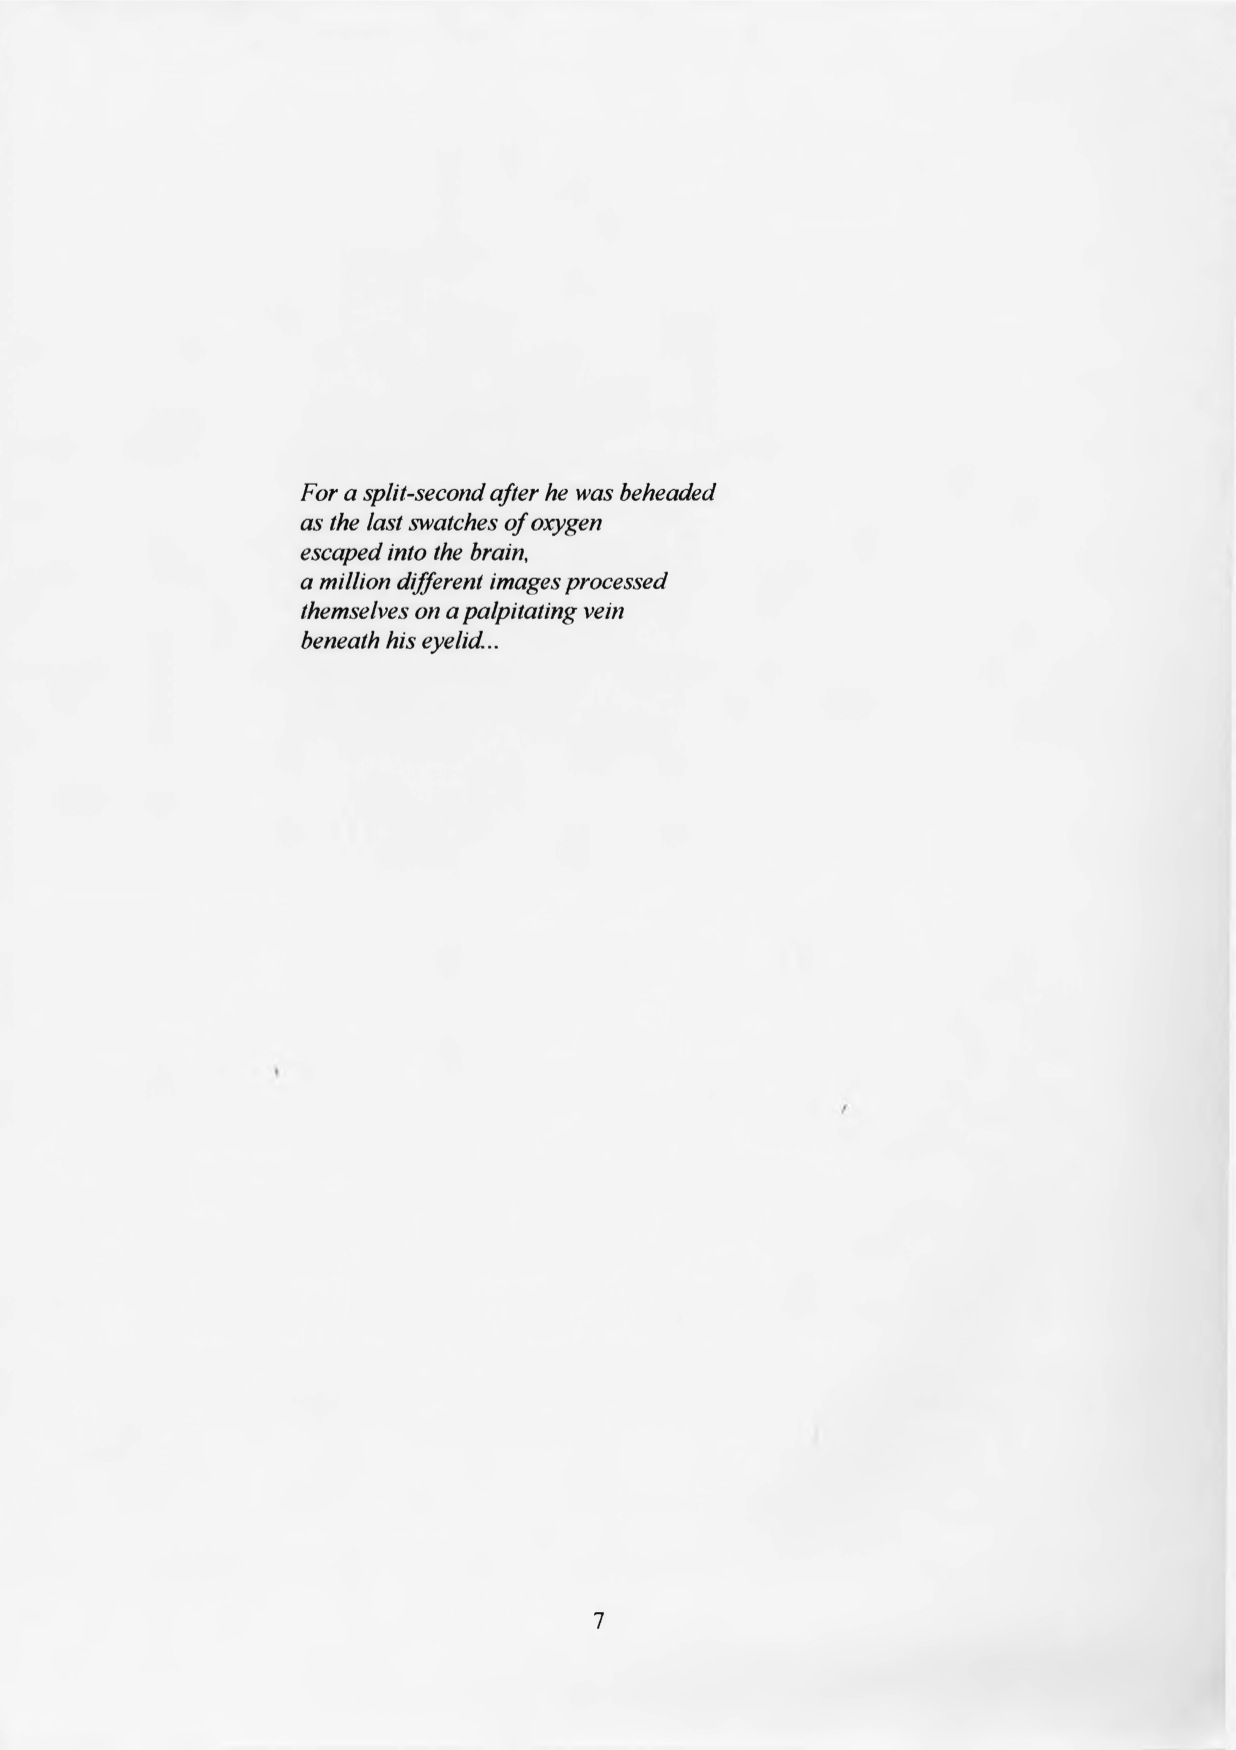 For a split-second after he was beheaded
as the last swatches of oxygen
escaped into the brain,
a million different images processed
themselves on a palpitating vein
beneath his eyelid...
7